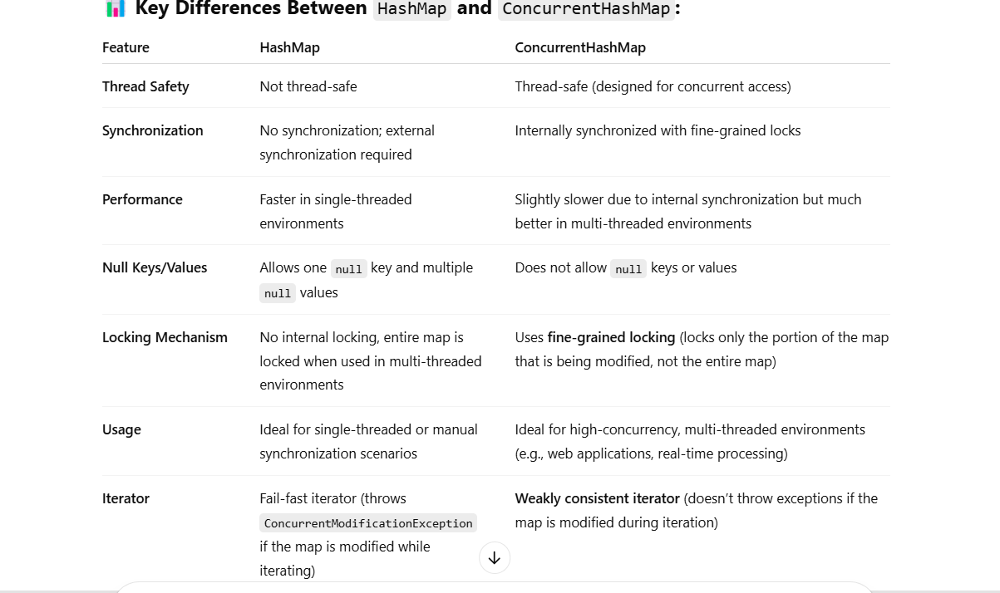 Key Differences Between HashMap and ConcurrentHashMap:
Feature HashMap ConcurrentHashMap
Thread Safety Not thread-safe Thread-safe (designed for concurrent access)
Synchronization No synchronization; external Internally synchronized with fine-grained locks
synchronization required
Performance Faster in single-threaded Slightly slower due to internal synchronization but much
environments better in multi-threaded environments
Null Keys/Values Allows one null key and multiple Does not allow null keys or values
null values
Locking Mechanism No internal locking, entire map is Uses fine-grained locking (locks only the portion of the map
locked when used in multi-threaded that is being modified, not the entire map)
environments
Usage Ideal for single-threaded or manual Ideal for high-concurrency, multi-threaded environments
synchronization scenarios (e.g., web applications, real-time processing)
Iterator Fail-fast iterator (throws Weakly consistent iterator (doesn’t throw exceptions if the
ConcurrentModificationException map is modified during iteration)
if the map is modified while
iterating)